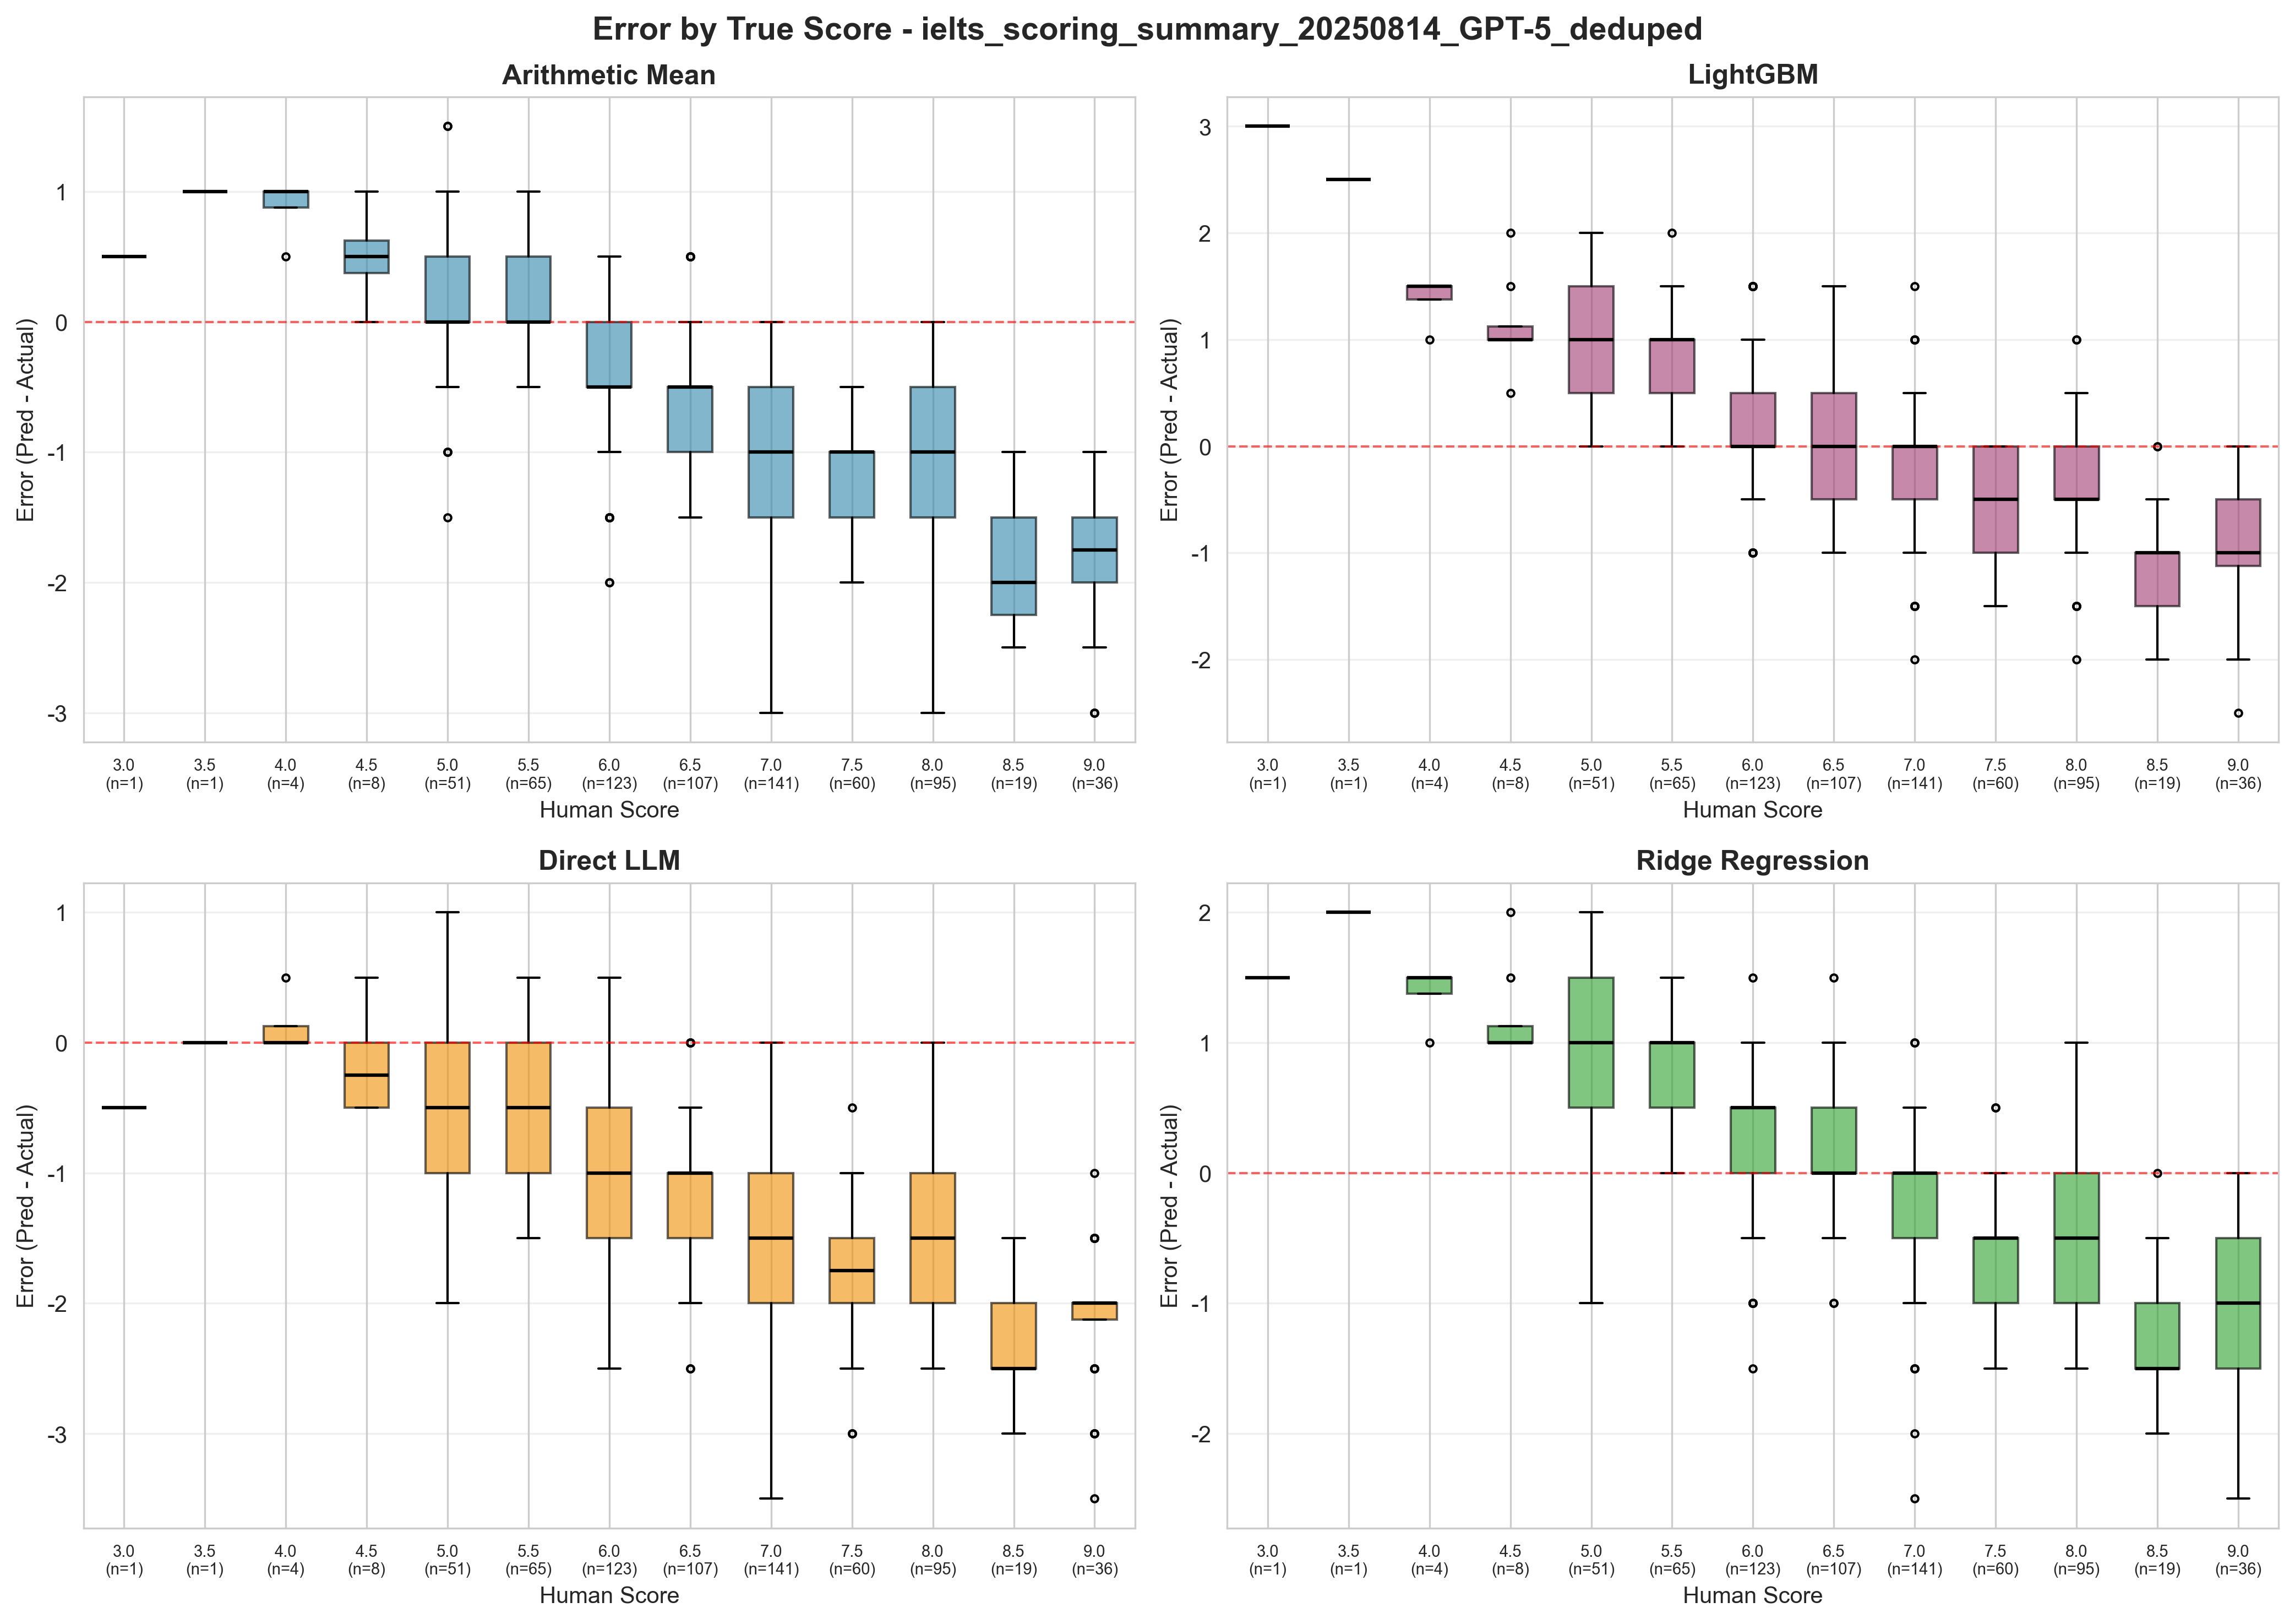 Error by True Score - ielts_scoring_summary_20250814_GPT-5_deduped
Arithmetic Mean
Error (Pred - Actual)
1
0
-1
-2
-3
3.0 3.5 4.0 4.5 5.0 5.5 6.0 6.5 7.0 7.5 8.0 8.5 9.0
(n=1) (n=1) (n=4) (n=8) (n=51) (n=65) (n=123) (n=107) (n=141) (n=60) (n=95) (n=19) (n=36)
Human Score
LightGBM
Error (Pred - Actual)
3
2
1
0
-1
-2
3.0 3.5 4.0 4.5 5.0 5.5 6.0 6.5 7.0 7.5 8.0 8.5 9.0
(n=1) (n=1) (n=4) (n=8) (n=51) (n=65) (n=123) (n=107) (n=141) (n=60) (n=95) (n=19) (n=36)
Human Score
Direct LLM
Error (Pred - Actual)
1
0
-1
-2
-3
3.0 3.5 4.0 4.5 5.0 5.5 6.0 6.5 7.0 7.5 8.0 8.5 9.0
(n=1) (n=1) (n=4) (n=8) (n=51) (n=65) (n=123) (n=107) (n=141) (n=60) (n=95) (n=19) (n=36)
Human Score
Ridge Regression
Error (Pred - Actual)
2
1
0
-1
-2
3.0 3.5 4.0 4.5 5.0 5.5 6.0 6.5 7.0 7.5 8.0 8.5 9.0
(n=1) (n=1) (n=4) (n=8) (n=51) (n=65) (n=123) (n=107) (n=141) (n=60) (n=95) (n=19) (n=36)
Human Score